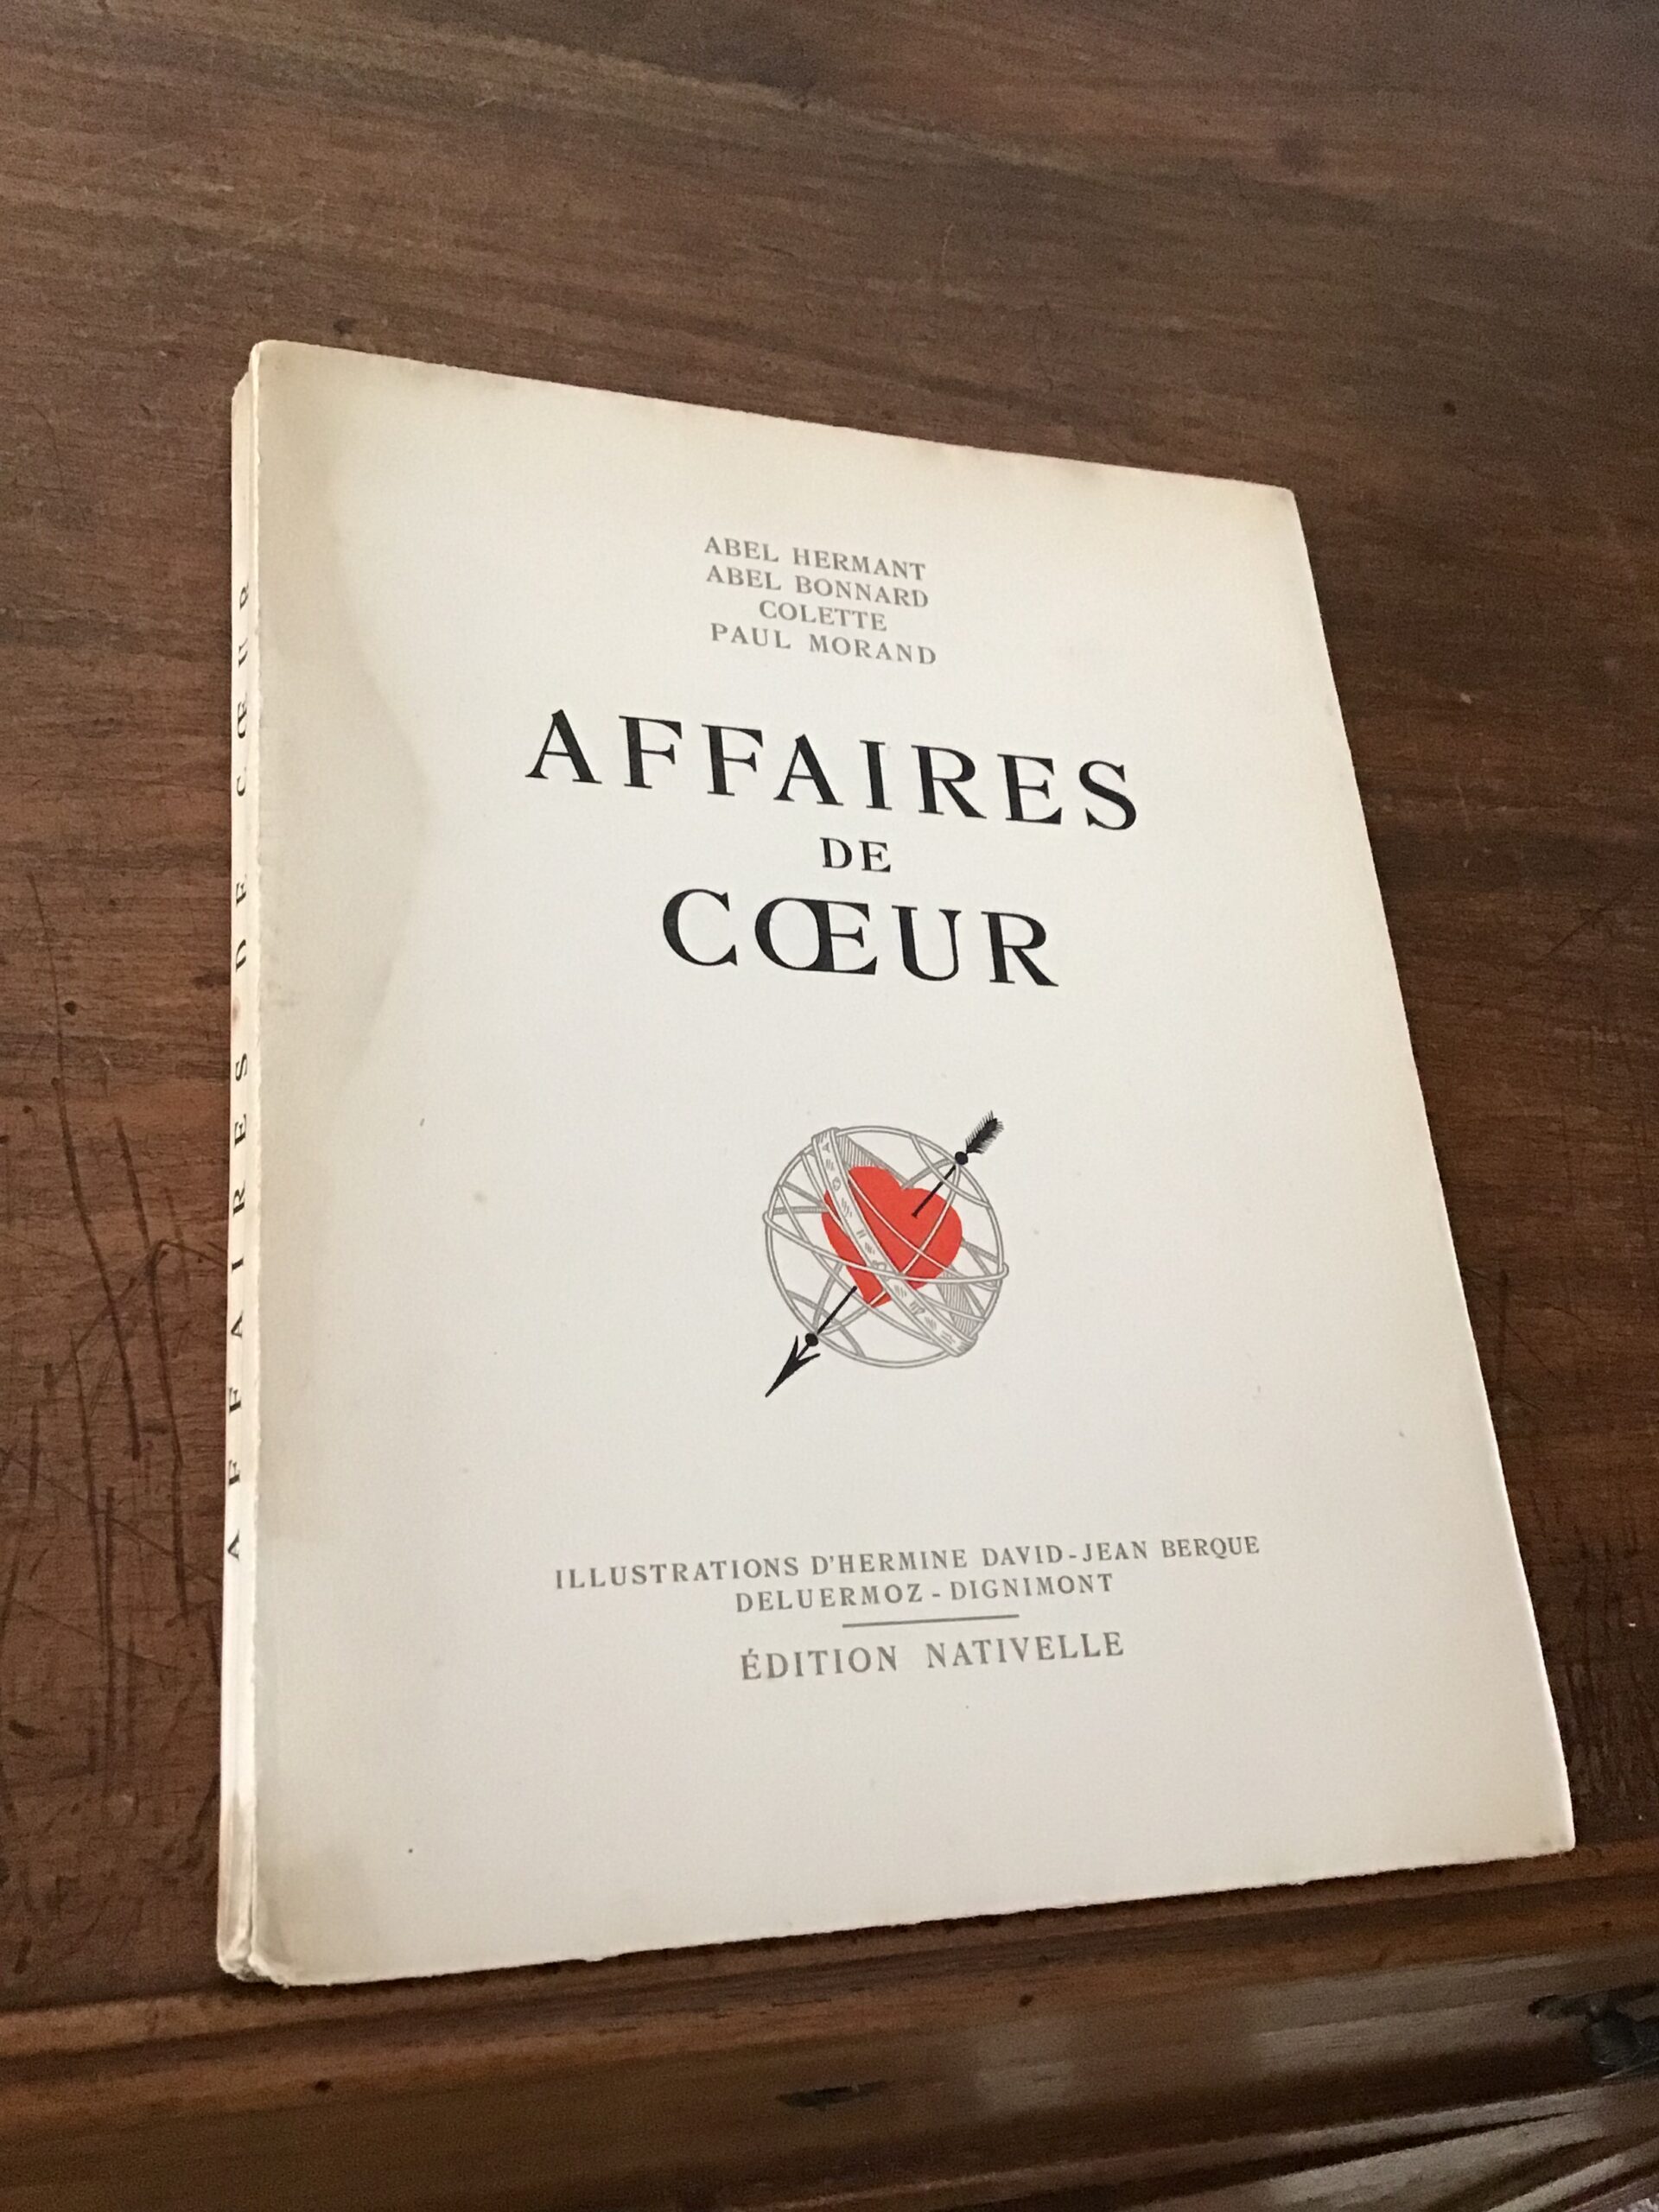 ABEL HERMANT
ABEL BONNARD
COLETTE
PAUL MORAND
AFFAIRES
DE
CŒUR
ILLUSTRATIONS D'HERMINE DAVID-JEAN BERQUE
DELUERMOZ-DIGNIMONT
ÉDITION NATIVELLE
AFFAIRES DE CŒUR